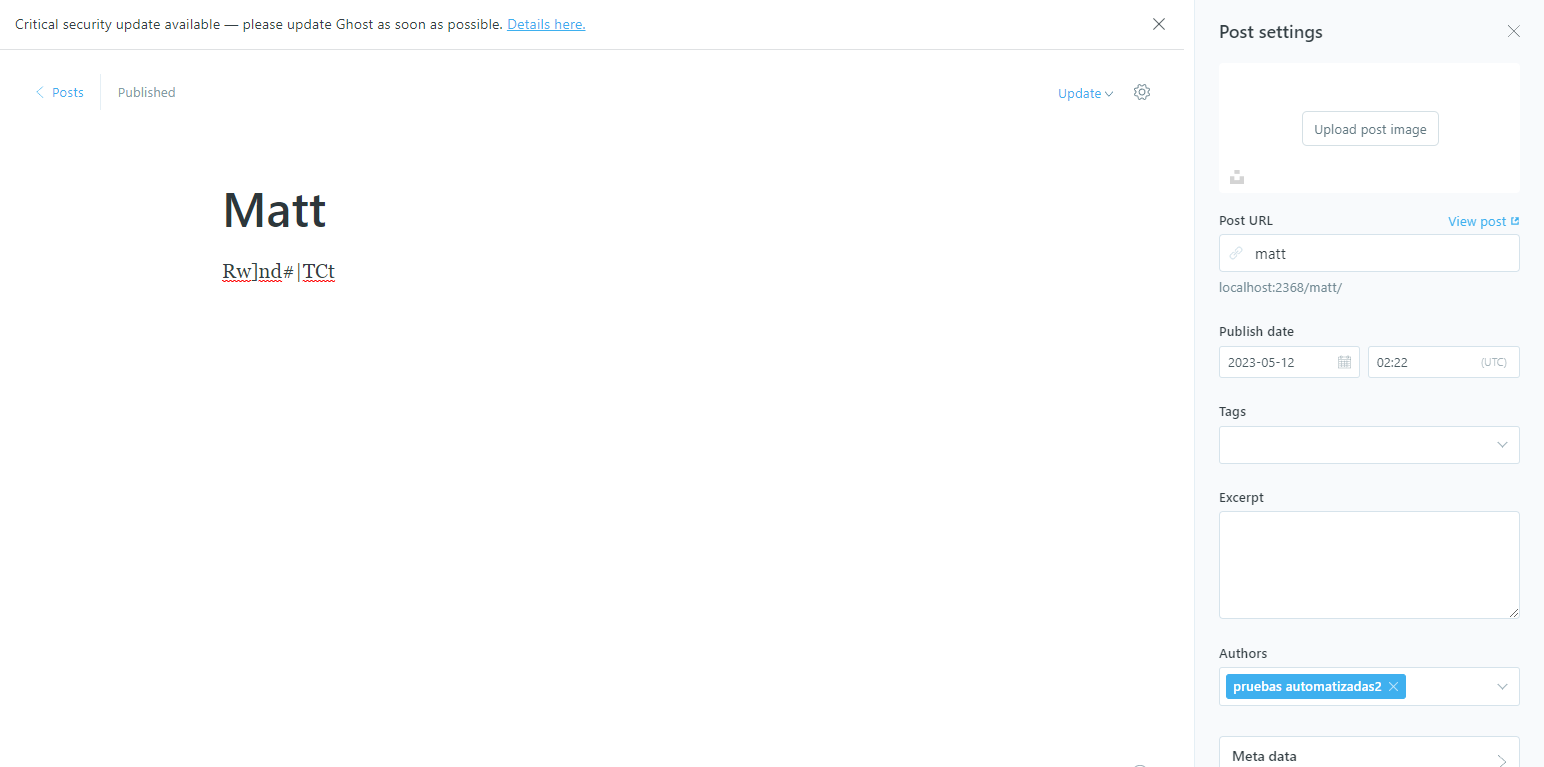 Critical security update available — please update Ghost as soon as possible. Details here.
Posts
Published
Update
Matt
Rw]nd#|TCt
Post settings
Upload post image
Post URL
View post
matt
localhost:2368/matt/
Publish date
2023-05-12
02:22
(UTC)
Tags
Excerpt
Authors
pruebas automatizadas2
Meta data